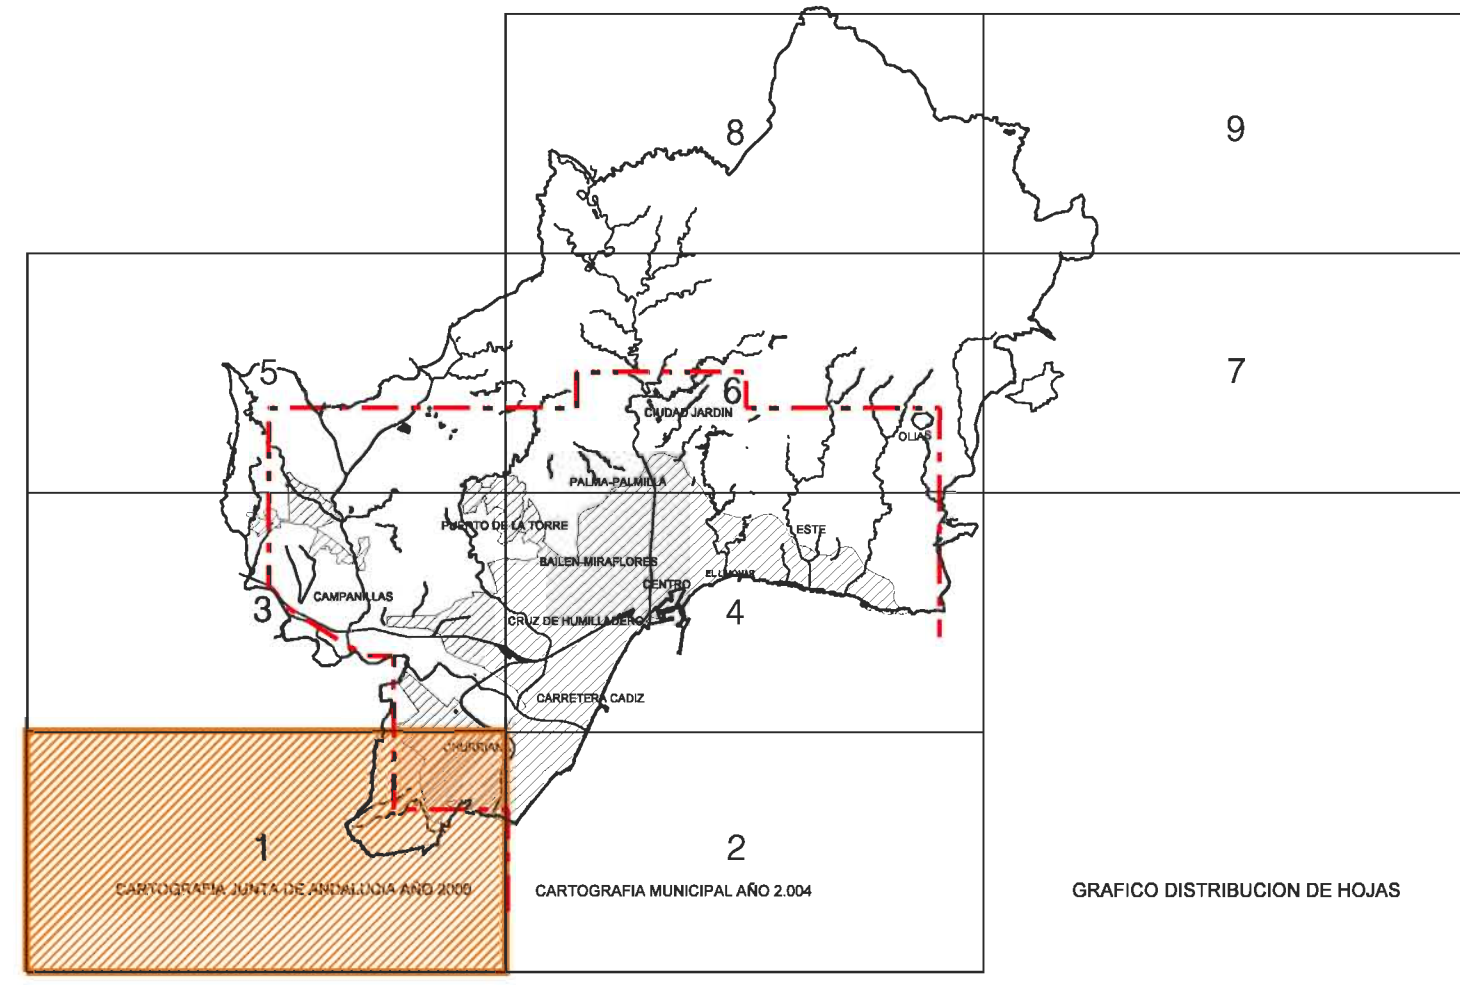 8
9
5
6
7
CIUDAD JARDIN
OLIAS
PALMA-PALMILLA
PUERTO DE LA TORRE
ESTE
BAILEN-MIRAFLORES
EL LIMONAR
CENTRO
CAMPANILLAS
3
4
CRUZ DE HUMILLADERO
CARRETERA CADIZ
CHURRIANA
1
2
CARTOGRAFIA JUNTA DE ANDALUCIA AÑO 2000
CARTOGRAFIA MUNICIPAL AÑO 2.004
GRAFICO DISTRIBUCION DE HOJAS